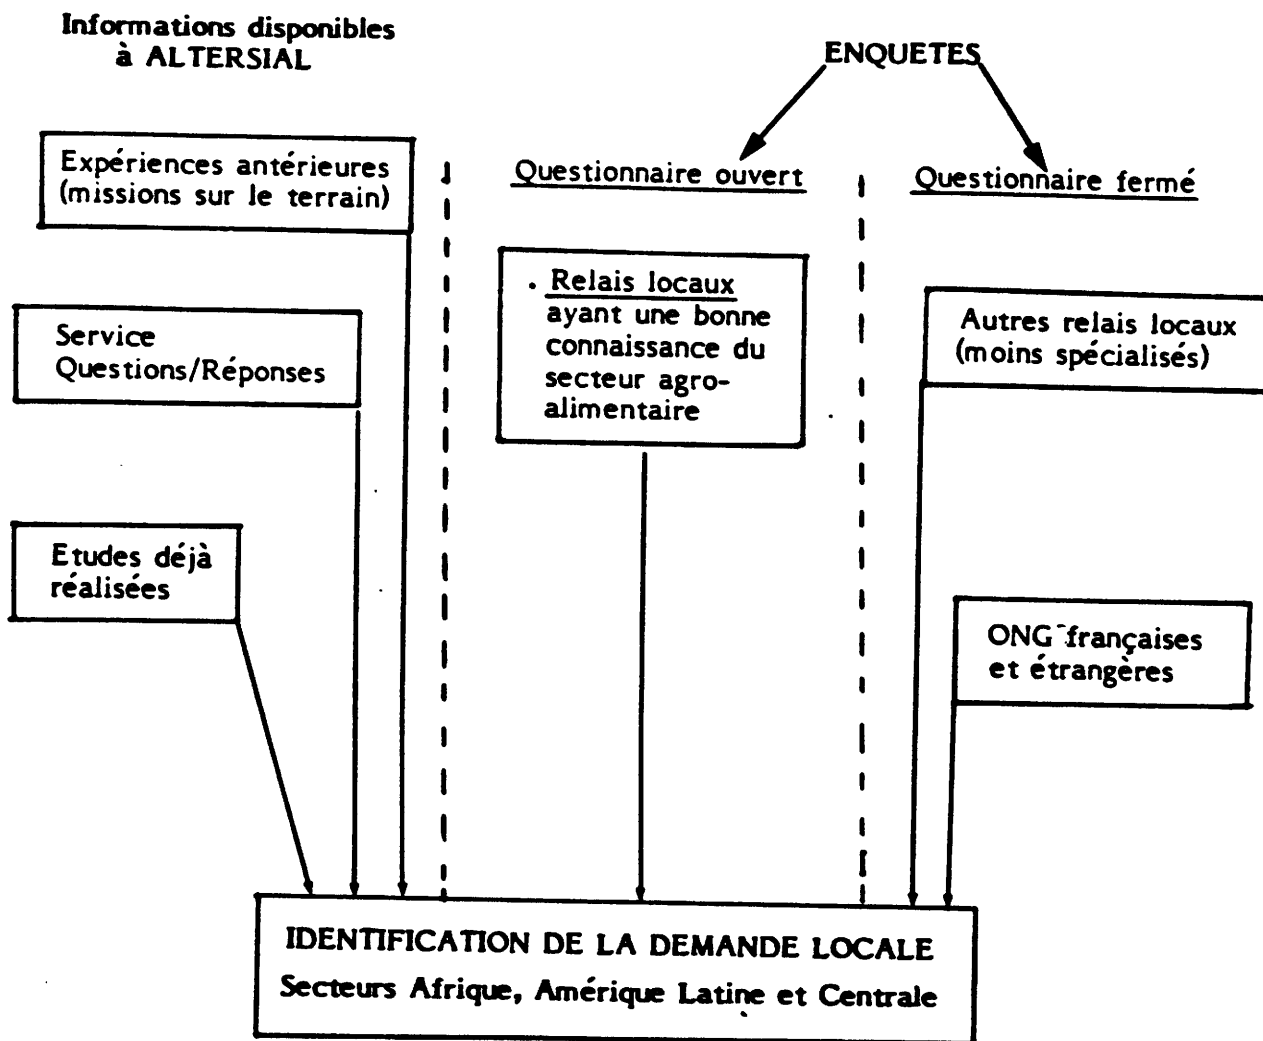 Informations disponibles
à ALTERSIAL
ENQUETES
Expériences antérieures
(missions sur le terrain)
Questionnaire ouvert
Questionnaire fermé
. Relais locaux
ayant une bonne
connaissance du
secteur agro-
alimentaire
Service
Questions/Réponses
Autres relais locaux
(moins spécialisés)
Etudes déjà
réalisées
ONG françaises
et étrangères
IDENTIFICATION DE LA DEMANDE LOCALE
Secteurs Afrique, Amérique Latine et Centrale